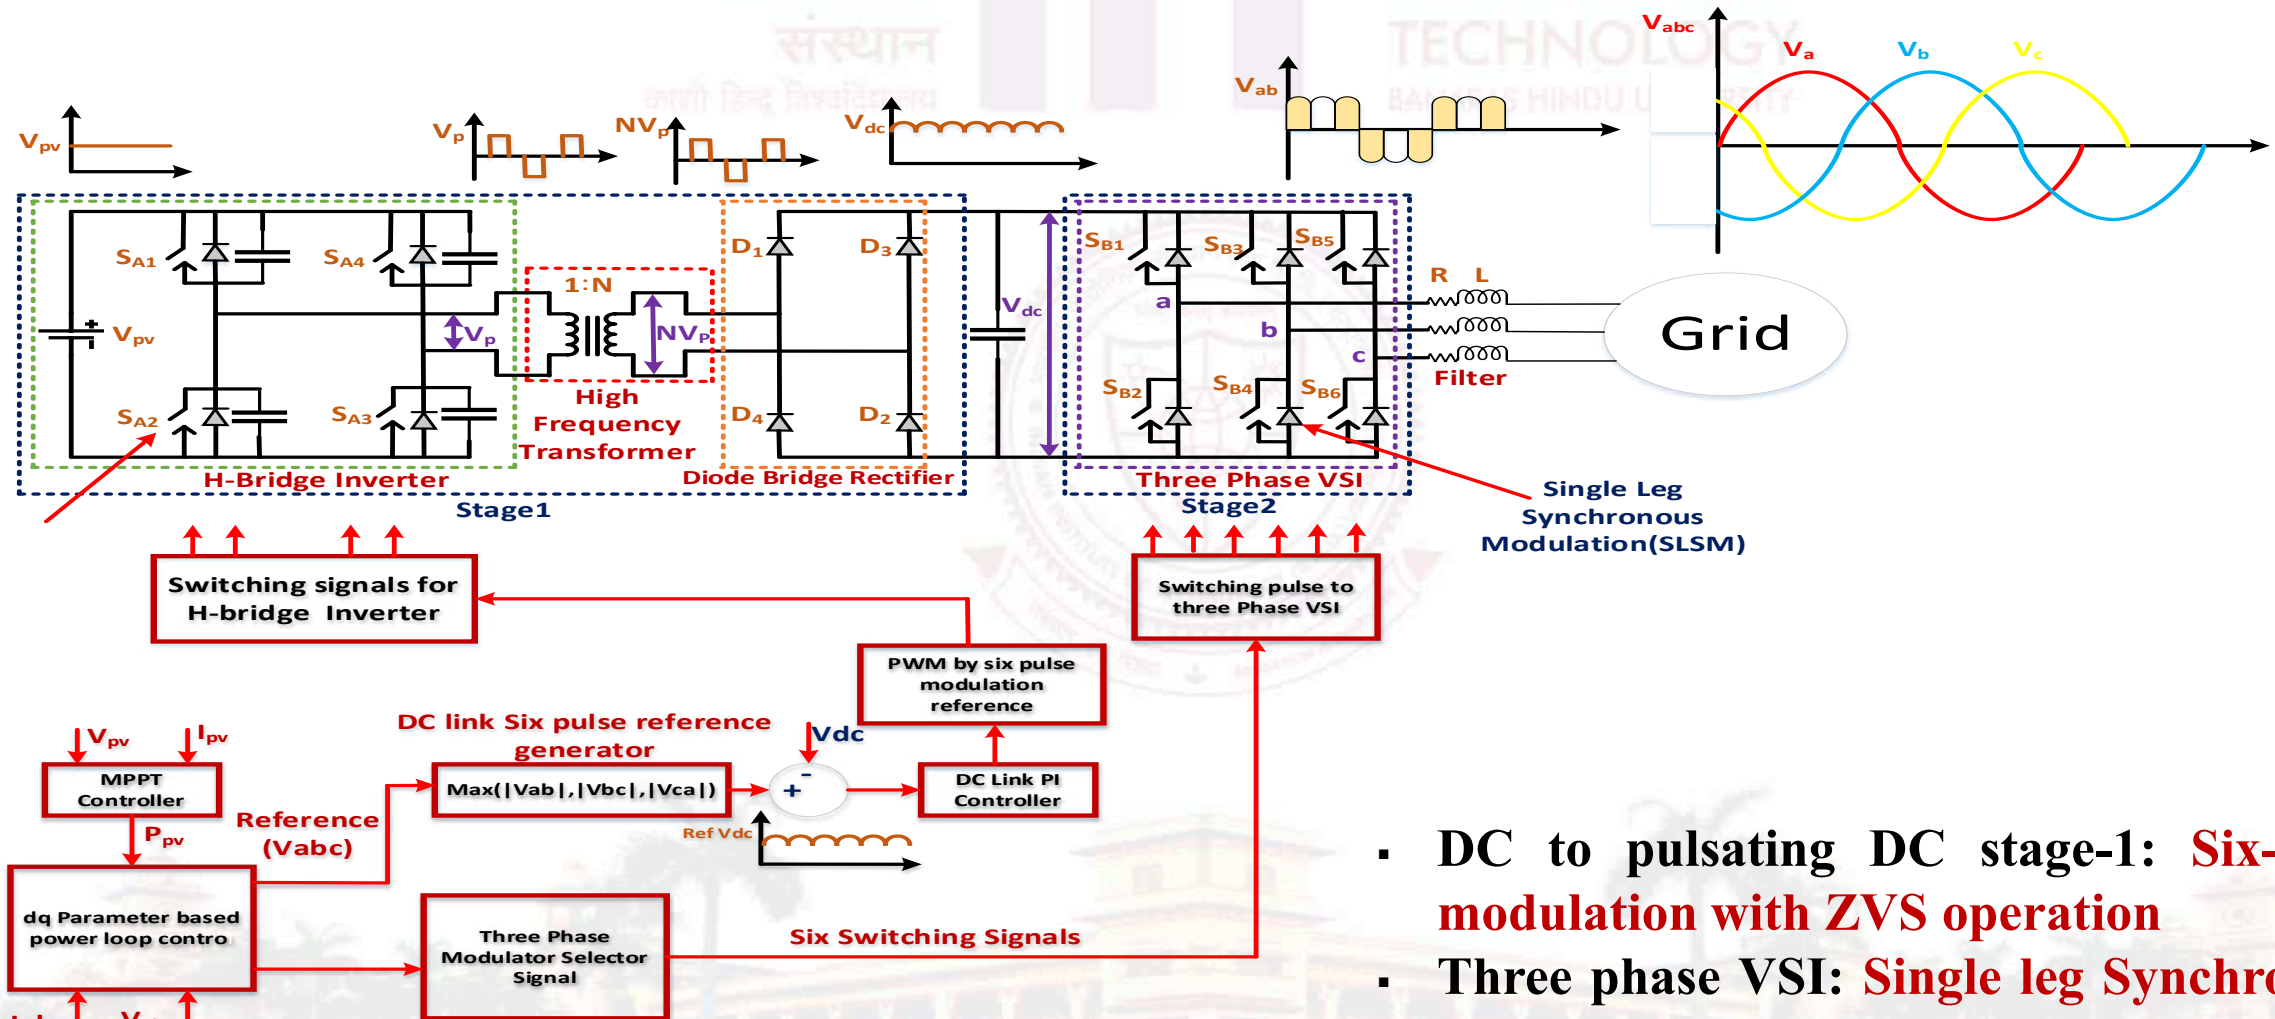 संस्थान
काशी हिन्दू विश्वविद्यालय
TECHNOLOGY
BANARAS HINDU UNIVERSITY
Vabc
Va
Vb
Vc
Vpv
Vp
NVp
Vdc
Vab
SA1
SA4
Vpv
SA2
SA3
Vp
1:N
NVP
High
Frequency
Transformer
D1
D3
D4
D2
Vdc
SB1
SB3
SB5
a
b
c
SB2
SB4
SB6
R L
Filter
Grid
H-Bridge Inverter
Diode Bridge Rectifier
Three Phase VSI
Stage1
Stage2
Single Leg
Synchronous
Modulation(SLSM)
Switching signals for
H-bridge Inverter
Switching pulse to
three Phase VSI
PWM by six pulse
modulation
reference
DC link Six pulse reference
generator
Vpv
Ipv
MPPT
Controller
Ppv
Reference
(Vabc)
Max(|Vab|,|Vbc|,|Vca|)
Vdc
-
+
DC Link PI
Controller
Ref Vdc
dq Parameter based
power loop contro
Three Phase
Modulator Selector
Signal
Six Switching Signals
▪ DC to pulsating DC stage-1: Six-
modulation with ZVS operation
▪ Three phase VSI: Single leg Synchro